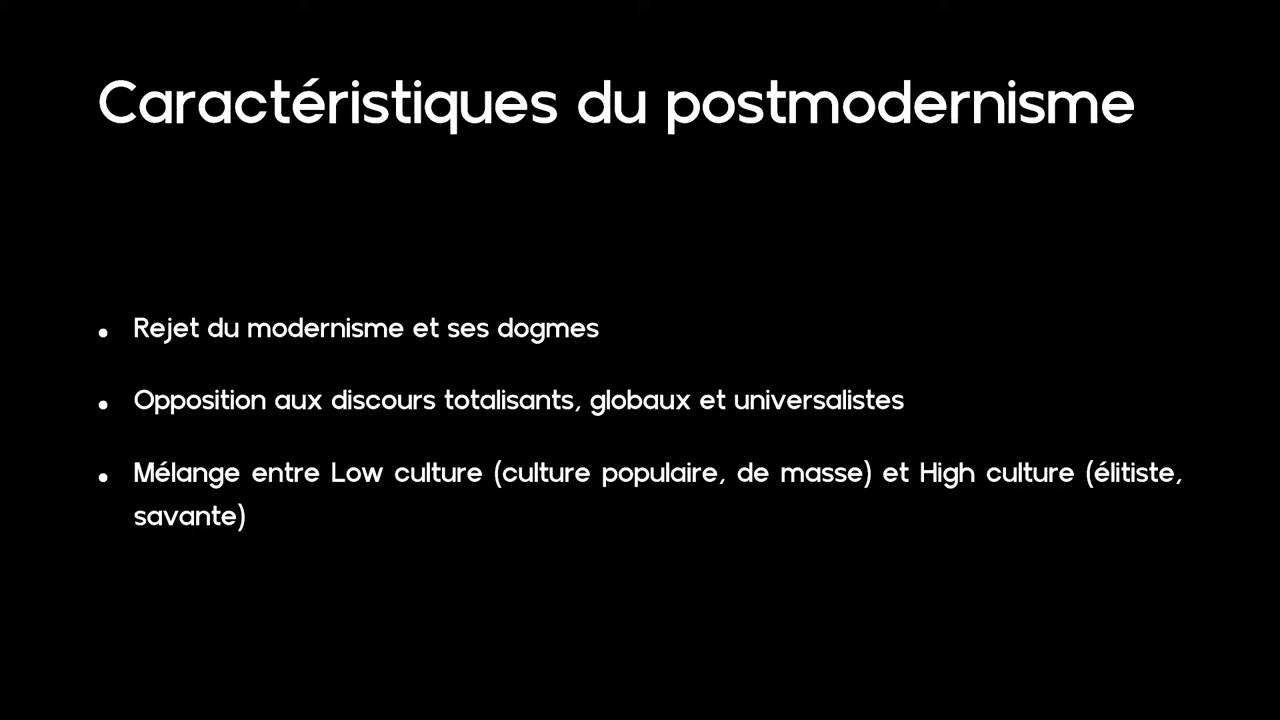 Caractéristiques du postmodernisme
• Rejet du modernisme et ses dogmes
• Opposition aux discours totalisants, globaux et universalistes
• Mélange entre Low culture (culture populaire, de masse) et High culture (élitiste,
savante)